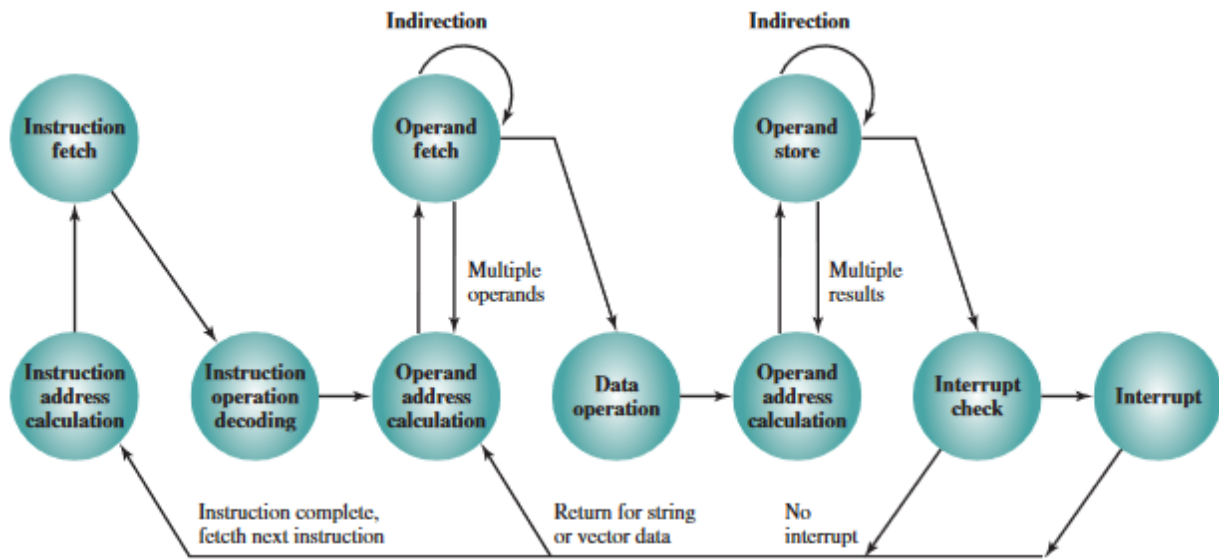 Indirection
Indirection
Instruction
fetch
Operand
fetch
Operand
store
Multiple
operands
Multiple
results
Instruction
address
calculation
Instruction
operation
decoding
Operand
address
calculation
Data
operation
Operand
address
calculation
Interrupt
check
Interrupt
Instruction complete,
fetcth next instruction
Return for string
or vector data
No
interrupt